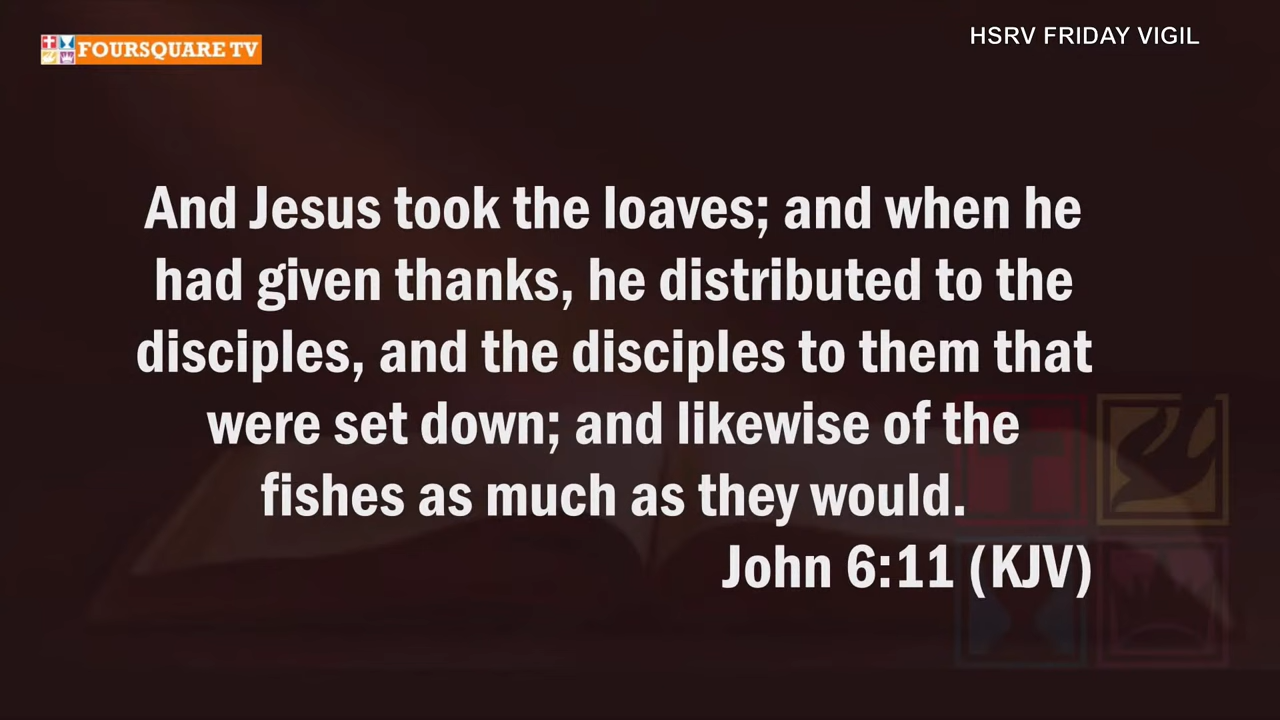 FOURSQUARE TV
HSRV FRIDAY VIGIL
And Jesus took the loaves; and when he
had given thanks, he distributed to the
disciples, and the disciples to them that
were set down; and likewise of the
fishes as much as they would.
John 6:11 (KJV)